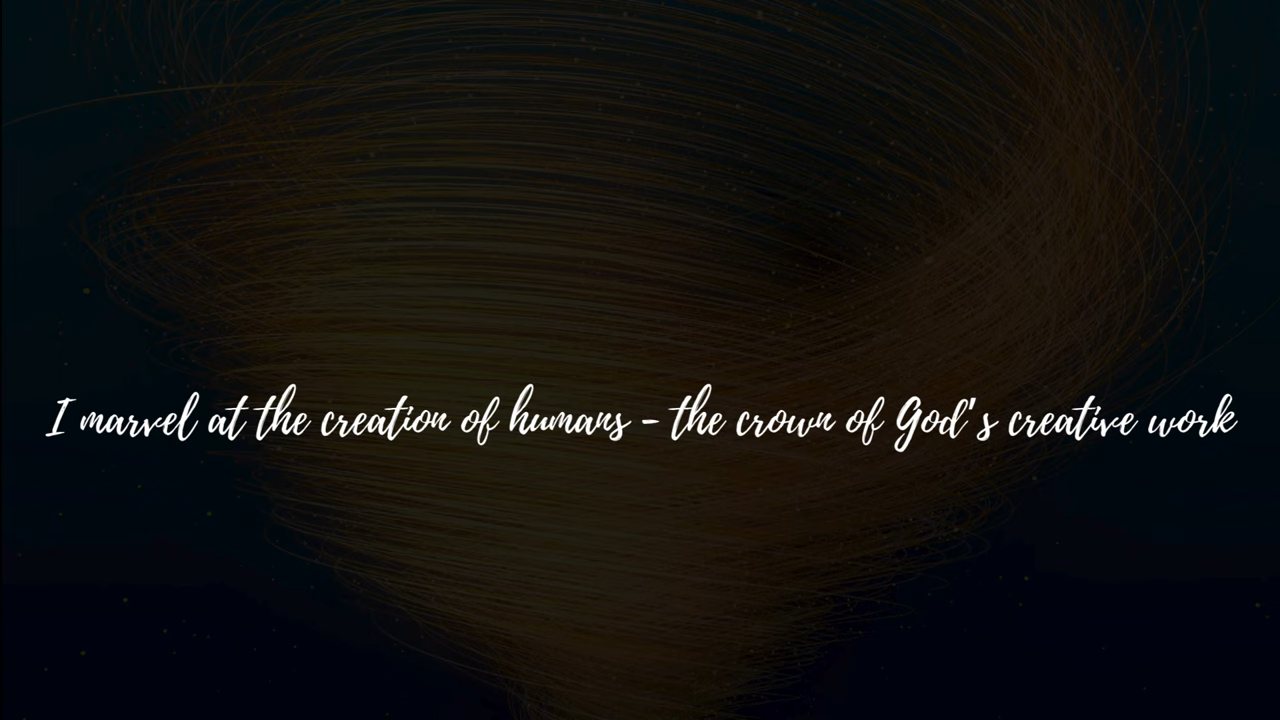 I marvel at the creation of humans - the crown of God's creative work